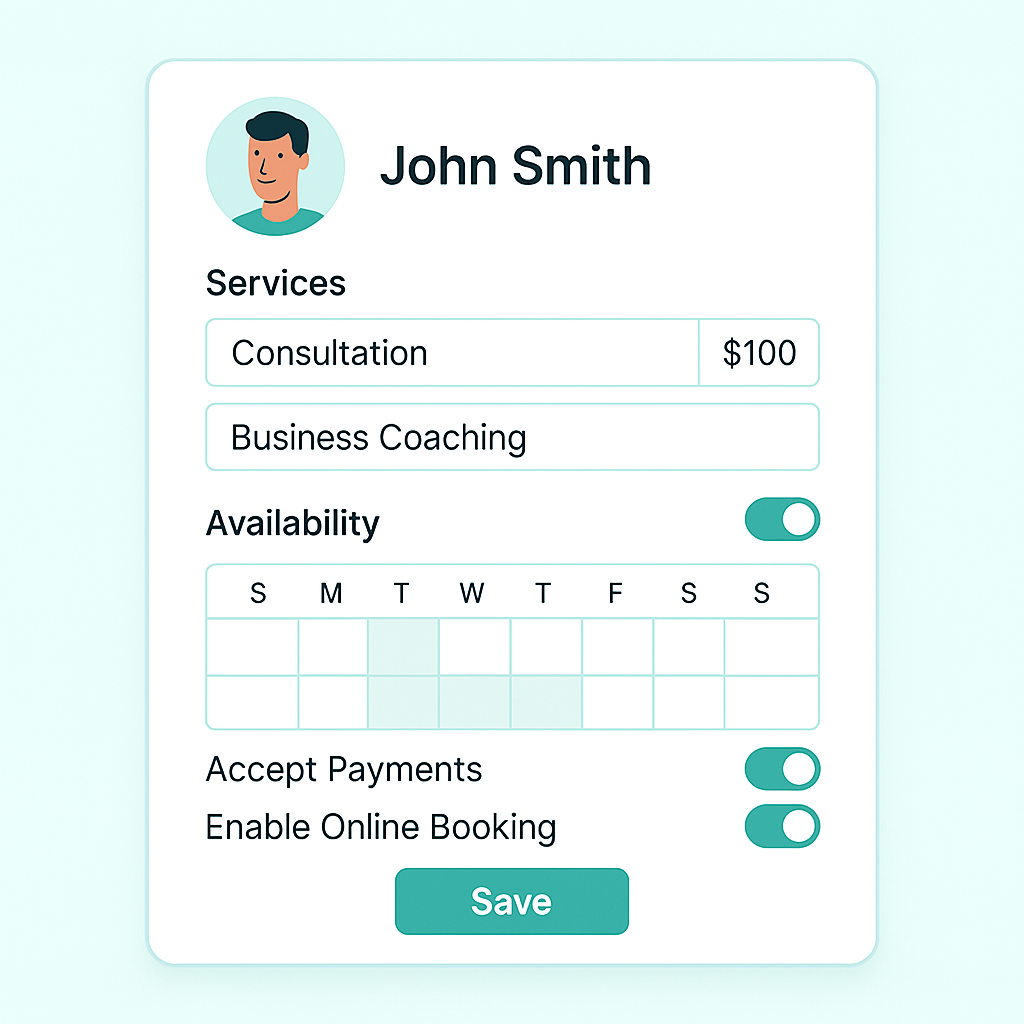 John Smith
Services
Consultation $100
Business Coaching
Availability
S M T W T F S S
Accept Payments
Enable Online Booking
Save